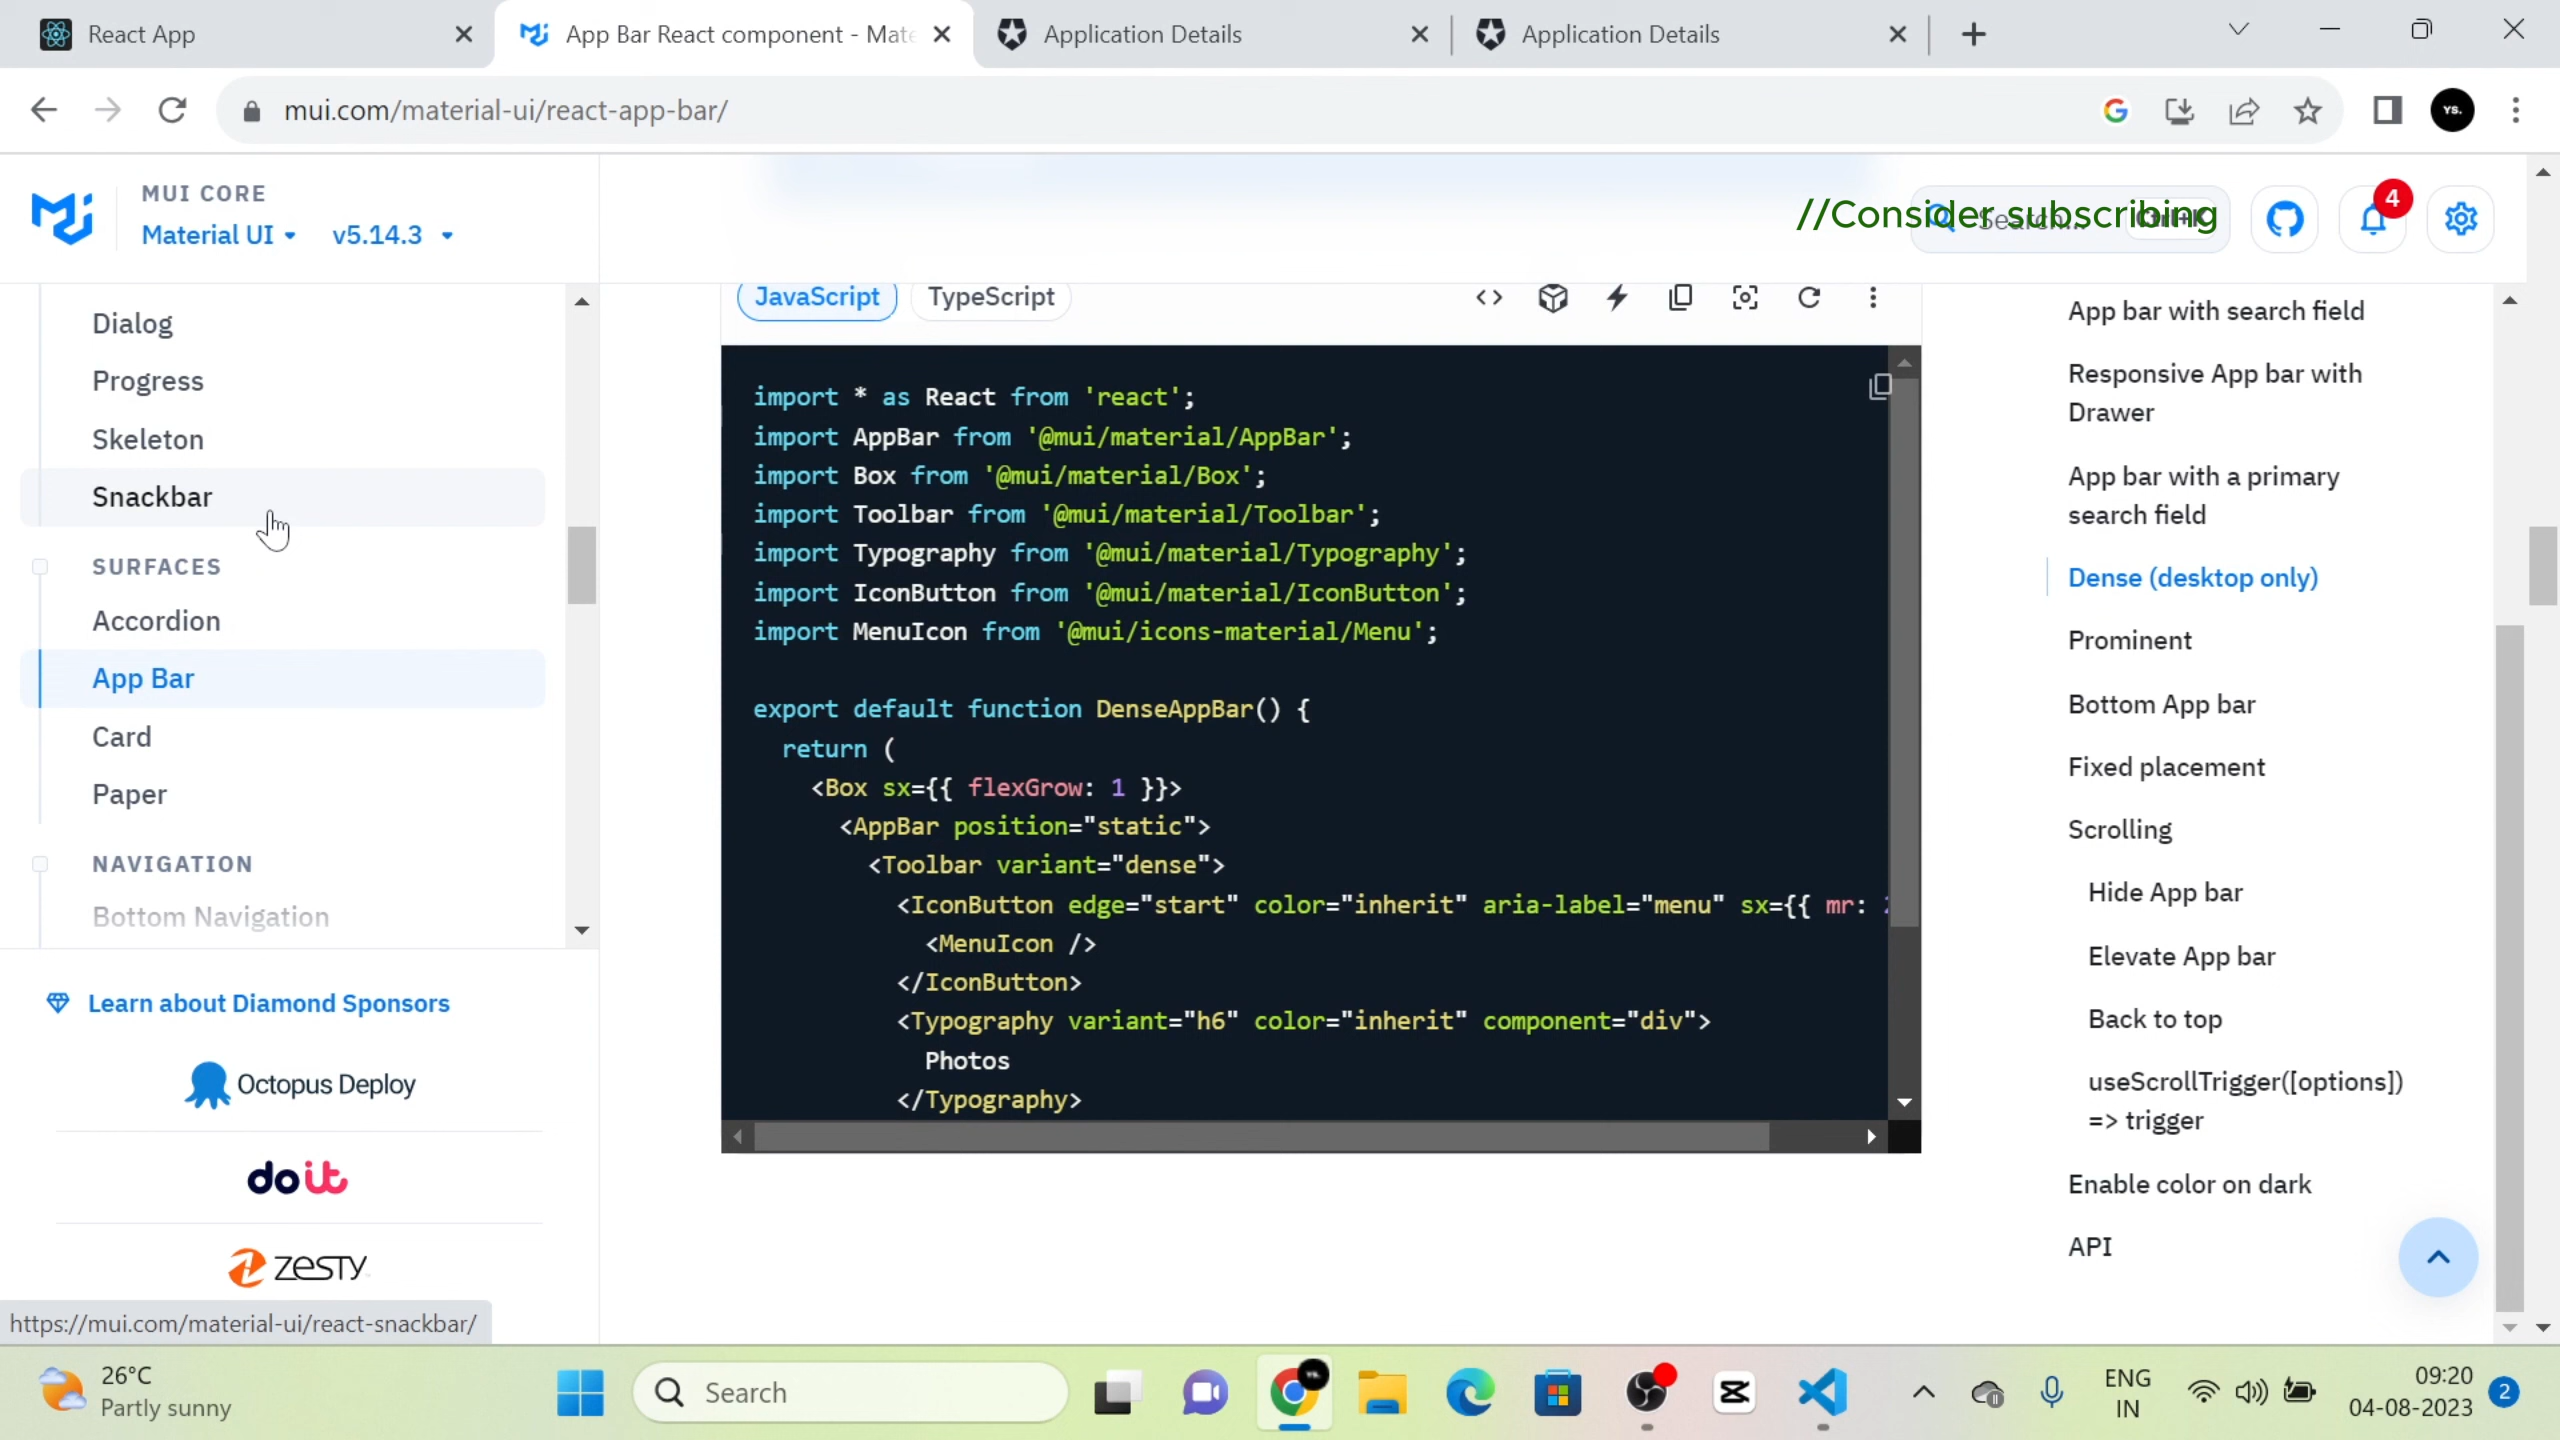 React App
App Bar React component - Mate
Application Details
Application Details
mui.com/material-ui/react-app-bar/
YS.
MUI CORE
Material UI
v5.14.3
//Consider subscribing
Search...
Ctrl+K
4
Dialog
Progress
Skeleton
Snackbar
SURFACES
Accordion
App Bar
Card
Paper
NAVIGATION
Bottom Navigation
Learn about Diamond Sponsors
Octopus Deploy
doit
ZESTY
https://mui.com/material-ui/react-snackbar/
JavaScript
TypeScript
import * as React from 'react';
import AppBar from '@mui/material/AppBar';
import Box from '@mui/material/Box';
import Toolbar from '@mui/material/Toolbar';
import Typography from '@mui/material/Typography';
import IconButton from '@mui/material/IconButton';
import MenuIcon from '@mui/icons-material/Menu';
export default function DenseAppBar() {
return (
<Box sx={{ flexGrow: 1 }}>
<AppBar position="static">
<Toolbar variant="dense">
<IconButton edge="start" color="inherit" aria-label="menu" sx={{ mr:
<MenuIcon />
</IconButton>
<Typography variant="h6" color="inherit" component="div">
Photos
</Typography>
App bar with search field
Responsive App bar with
Drawer
App bar with a primary
search field
Dense (desktop only)
Prominent
Bottom App bar
Fixed placement
Scrolling
Hide App bar
Elevate App bar
Back to top
useScrollTrigger([options])
=> trigger
Enable color on dark
API
26°C
Partly sunny
Search
ENG
IN
09:20
04-08-2023
2